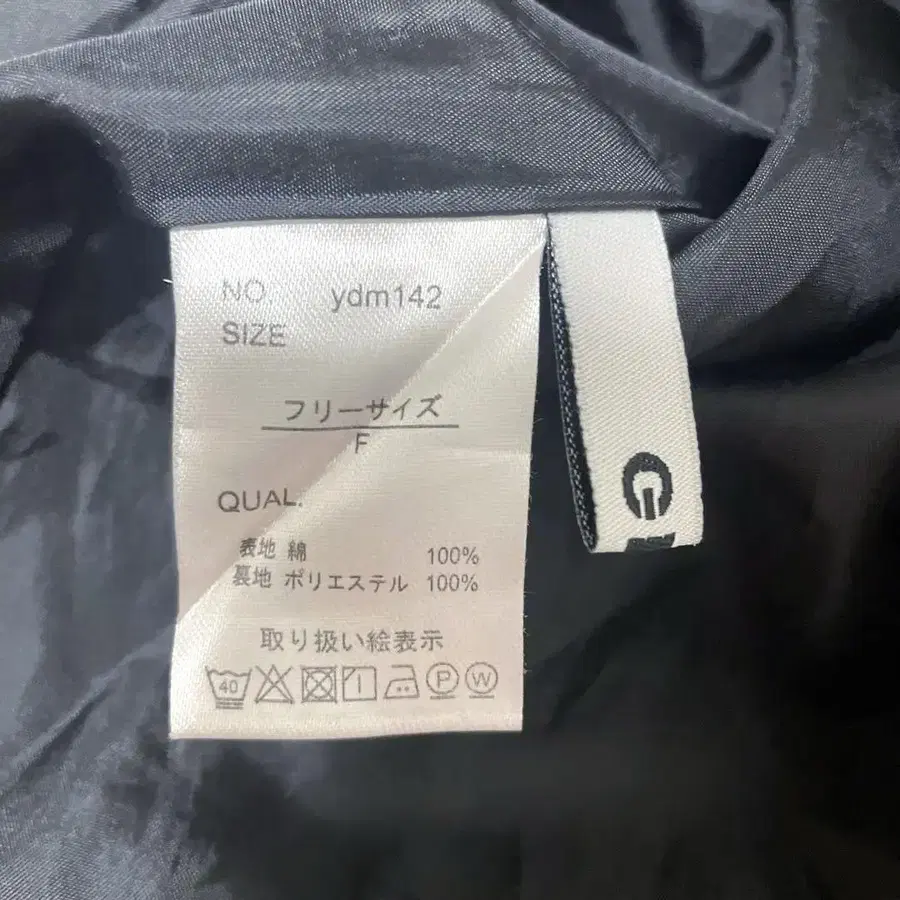 NO. ydm142
SIZE
フリーサイズ
F
QUAL.
表地 綿 100%
裏地 ポリエステル 100%
取り扱い絵表示
40 P W